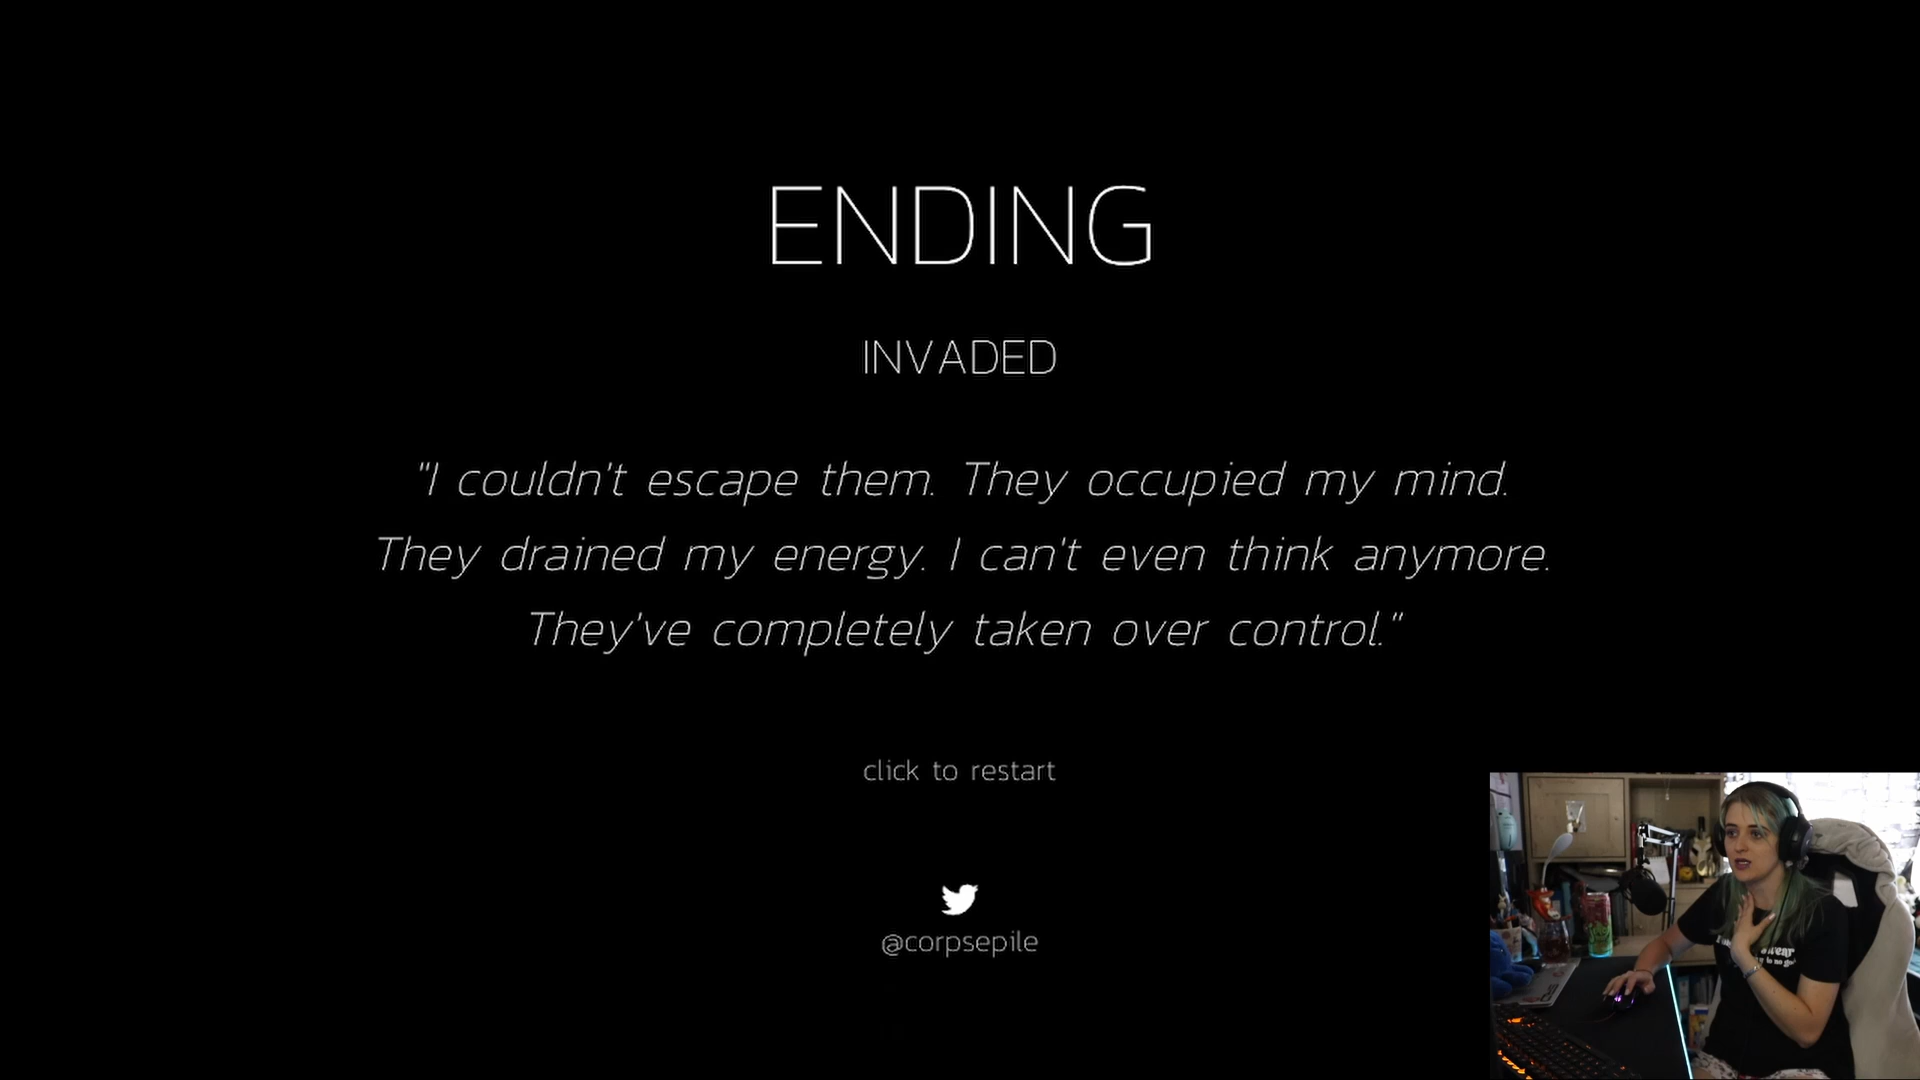 ENDING
INVADED
"I couldn't escape them. They occupied my mind.
They drained my energy. I can't even think anymore.
They've completely taken over control."
click to restart
@corpsepile